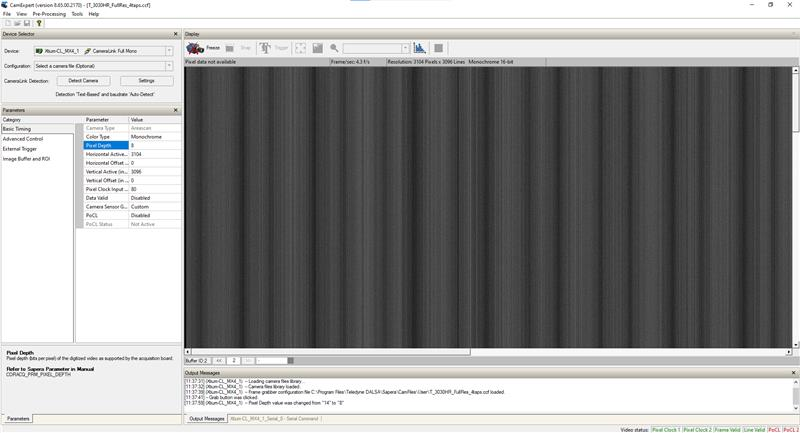 CamExpert (version 8.65.00.2170) - [T_3030HR_FullRes_4taps.ccf]
File View Pre-Processing Tools Help
Device Selector
Device: Xtium-CL_MX4_1 CameraLink Full Mono
Configuration: Select a camera file (Optional)
CameraLink Detection: Detect Camera Settings
Detection "Text-Based" and baudrate "Auto-Detect"
Parameters
Category
Basic Timing
Advanced Control
External Trigger
Image Buffer and ROI
Parameter Value
Camera Type Areascan
Color Type Monochrome
Pixel Depth 8
Horizontal Active... 3104
Horizontal Offset ... 0
Vertical Active (in... 3096
Vertical Offset (in ... 0
Pixel Clock Input ... 80
Data Valid Disabled
Camera Sensor G... Custom
PoCL Disabled
PoCL Status Not Active
Pixel Depth
Pixel depth (bits per pixel) of the digitized video as supported by the acquisition board.
Refer to Sapera Parameter in Manual
CORACQ_PRM_PIXEL_DEPTH
Parameters
Display
Freeze Snap Trigger
Pixel data not available Frame/sec: 4.3 f/s Resolution: 3104 Pixels x 3096 Lines Monochrome 16-bit
Buffer ID:2 << 2 >> -
Output Messages
[11:37:31] (Xtium-CL_MX4_1) - Loading camera files library...
[11:37:32] (Xtium-CL_MX4_1) - Camera files library loaded.
[11:37:39] (Xtium-CL_MX4_1) - Frame grabber configuration file C:\Program Files\Teledyne DALSA\Sapera\CamFiles\User\T_3030HR_FullRes_4taps.ccf loaded.
[11:37:41] - Grab button was clicked.
[11:37:59] (Xtium-CL_MX4_1) - Pixel Depth value was changed from "14" to "8"
Output Messages Xtium-CL_MX4_1_Serial_0 - Serial Command
Video status: Pixel Clock 1 Pixel Clock 2 Frame Valid Line Valid PoCL PoCL 2